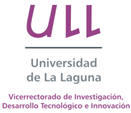 ULL
Universidad
de La Laguna
Vicerrectorado de Investigación,
Desarrollo Tecnológico e Innovación